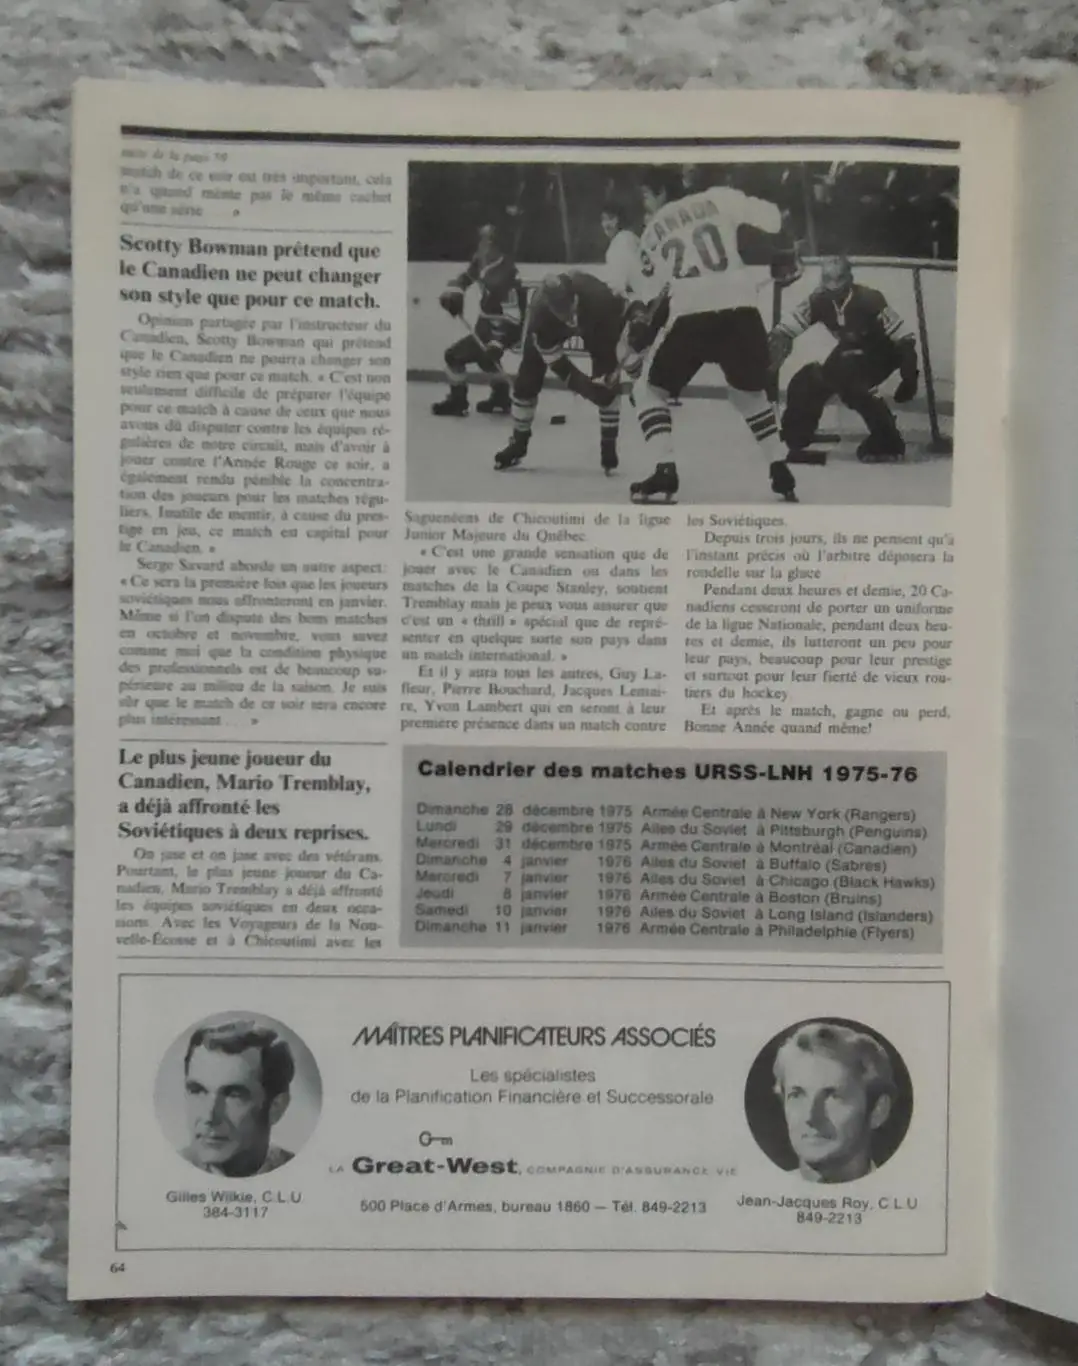 suite de la page 59
match de ce soir est très important, cela
n'a quand même pas le même cachet
qu'une série . . . »
Scotty Bowman prétend que
le Canadien ne peut changer
son style que pour ce match.
Opinion partagée par l'instructeur du
Canadien, Scotty Bowman qui prétend
que le Canadien ne pourra changer son
style rien que pour ce match. « C'est non
seulement difficile de préparer l'équipe
pour ce match à cause de ceux que nous
avons dû disputer contre les équipes ré-
gulières de notre circuit, mais d'avoir à
jouer contre l'Armée Rouge ce soir, a
également rendu pénible la concentra-
tion des joueurs pour les matches régu-
liers. Inutile de mentir, à cause du pres-
tige en jeu, ce match est capital pour
le Canadien. »
Serge Savard aborde un autre aspect:
« Ce sera la première fois que les joueurs
soviétiques nous affronteront en janvier.
Même si l'on dispute des bons matches
en octobre et novembre, vous savez
comme moi que la condition physique
des professionnels est de beaucoup su-
périeure au milieu de la saison. Je suis
sûr que le match de ce soir sera encore
plus intéressant . . . »
Le plus jeune joueur du
Canadien, Mario Tremblay,
a déjà affronté les
Soviétiques à deux reprises.
On jase et on jase avec des vétérans.
Pourtant, le plus jeune joueur du Ca-
nadien, Mario Tremblay a déjà affronté
les équipes soviétiques en deux occa-
sions. Avec les Voyageurs de la Nou-
velle-Écosse et à Chicoutimi avec les
CANADA
20
Saguenéens de Chicoutimi de la ligue
Junior Majeure du Québec.
« C'est une grande sensation que de
jouer avec le Canadien ou dans les
matches de la Coupe Stanley, soutient
Tremblay mais je peux vous assurer que
c'est un « thrill » spécial que de repré-
senter en quelque sorte son pays dans
un match international. »
Et il y aura tous les autres, Guy La-
fleur, Pierre Bouchard, Jacques Lemai-
re, Yvon Lambert qui en seront à leur
première présence dans un match contre
les Soviétiques.
Depuis trois jours, ils ne pensent qu'à
l'instant précis où l'arbitre déposera la
rondelle sur la glace.
Pendant deux heures et demie, 20 Ca-
nadiens cesseront de porter un uniforme
de la ligue Nationale, pendant deux heu-
res et demie, ils lutteront un peu pour
leur pays, beaucoup pour leur prestige
et surtout pour leur fierté de vieux rou-
tiers du hockey.
Et après le match, gagne ou perd,
Bonne Année quand même!
Calendrier des matches URSS-LNH 1975-76
Dimanche 28 décembre 1975 Armée Centrale à New York (Rangers)
Lundi 29 décembre 1975 Ailes du Soviet à Pittsburgh (Penguins)
Mercredi 31 décembre 1975 Armée Centrale à Montréal (Canadien)
Dimanche 4 janvier 1976 Ailes du Soviet à Buffalo (Sabres)
Mercredi 7 janvier 1976 Ailes du Soviet à Chicago (Black Hawks)
Jeudi 8 janvier 1976 Armée Centrale à Boston (Bruins)
Samedi 10 janvier 1976 Ailes du Soviet à Long Island (Islanders)
Dimanche 11 janvier 1976 Armée Centrale à Philadelphie (Flyers)
MAÎTRES PLANIFICATEURS ASSOCIÉS
Les spécialistes
de la Planification Financière et Successorale
LA Great-West, COMPAGNIE D'ASSURANCE VIE
500 Place d'Armes, bureau 1860 — Tél. 849-2213
Gilles Wilkie, C.L.U.
384-3117
Jean-Jacques Roy, C.L.U.
849-2213
64